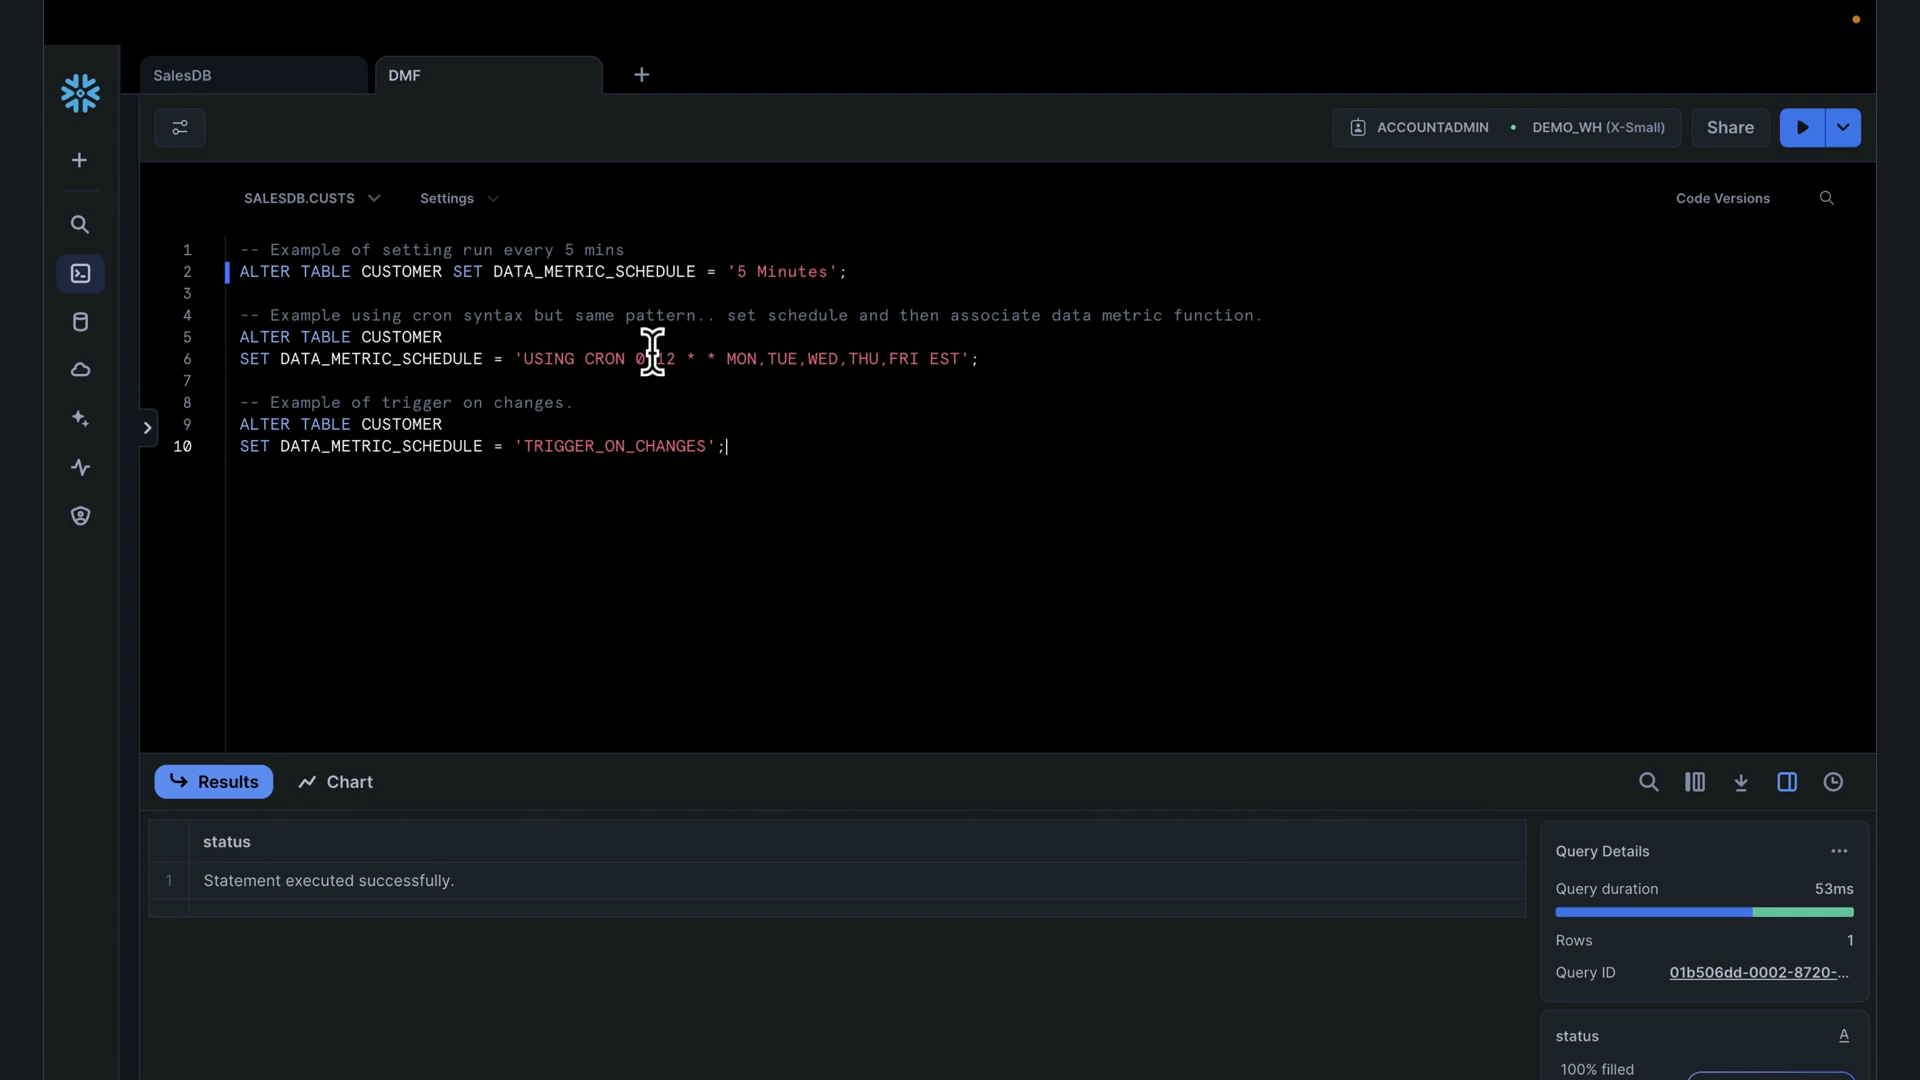 SalesDB
DMF
ACCOUNTADMIN
DEMO_WH (X-Small)
Share
SALESDB.CUSTS
Settings
Code Versions
1 -- Example of setting run every 5 mins
2 ALTER TABLE CUSTOMER SET DATA_METRIC_SCHEDULE = '5 Minutes';
3
4 -- Example using cron syntax but same pattern.. set schedule and then associate data metric function.
5 ALTER TABLE CUSTOMER
6 SET DATA_METRIC_SCHEDULE = 'USING CRON 0 12 * * MON,TUE,WED,THU,FRI EST';
7
8 -- Example of trigger on changes.
9 ALTER TABLE CUSTOMER
10 SET DATA_METRIC_SCHEDULE = 'TRIGGER_ON_CHANGES';
Results
Chart
status
1 Statement executed successfully.
Query Details
...
Query duration 53ms
Rows 1
Query ID 01b506dd-0002-8720-...
status A
100% filled